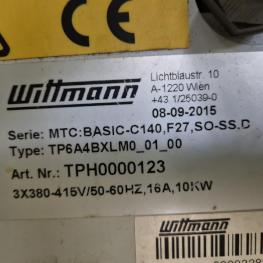 CE
Wittmann
Lichtblaustr. 10
A-1220 Wien
+43 1/25039-0
08-09-2015
Serie: MTC:BASIC-C140,F27,SO-SS,D
Type: TP6A4BXLM0_01_00
Art. Nr.: TPH0000123
3X380-415V/50-60HZ,16A,10KW
Wittmann